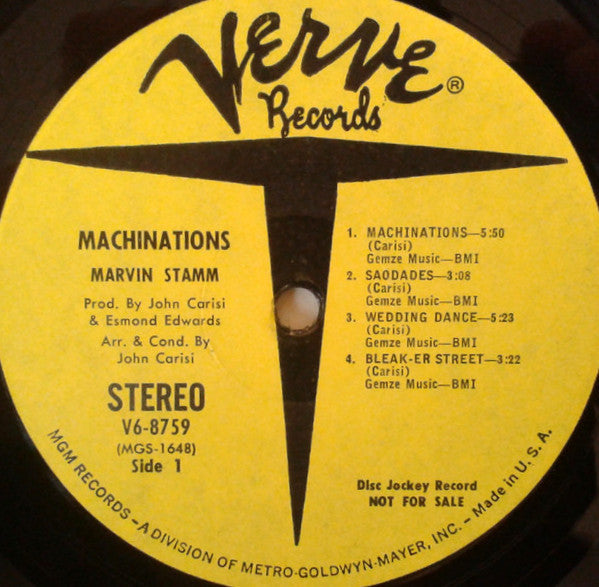 VERVE ®
Records
MACHINATIONS
MARVIN STAMM
Prod. By John Carisi
& Esmond Edwards
Arr. & Cond. By
John Carisi
STEREO
V6-8759
(MGS-1648)
Side 1
1. MACHINATIONS—5:50
(Carisi)
Gemze Music—BMI
2. SAODADES—3:08
(Carisi)
Gemze Music—BMI
3. WEDDING DANCE—5:23
(Carisi)
Gemze Music—BMI
4. BLEAK-ER STREET—3:22
(Carisi)
Gemze Music—BMI
Disc Jockey Record
NOT FOR SALE
MGM RECORDS – A DIVISION OF METRO-GOLDWYN-MAYER, INC. – Made in U. S. A.